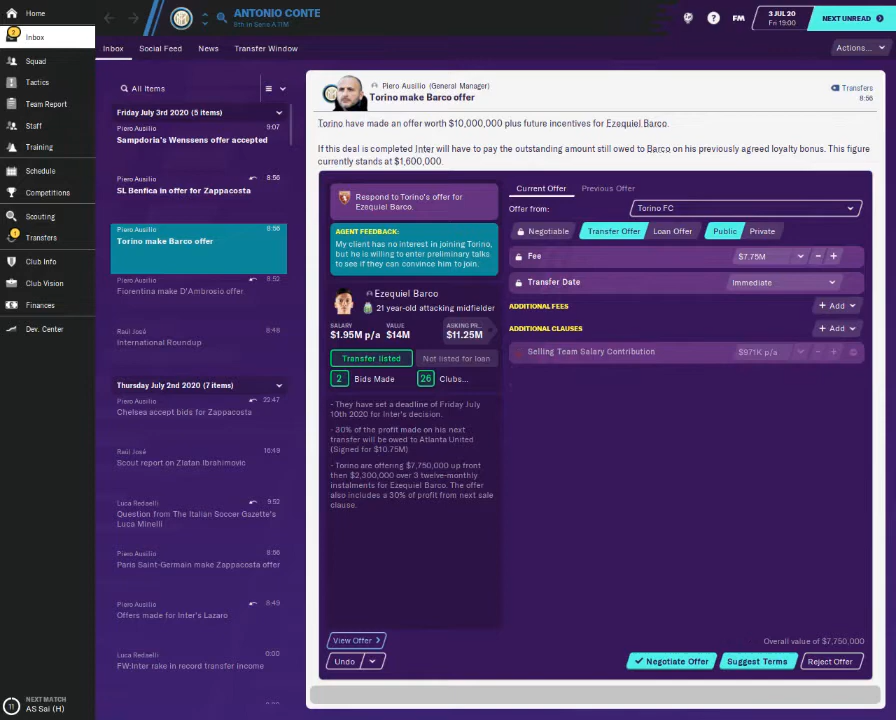 Home
ANTONIO CONTE
9th in Serie A TIM
FM
3 JUL 20
Fri 19:00
NEXT UNREAD
Inbox
Squad
Tactics
Team Report
Staff
Training
Schedule
Competitions
Scouting
Transfers
Club Info
Club Vision
Finances
Dev. Center
NEXT MATCH
AS Sai (H)
Inbox
Social Feed
News
Transfer Window
Actions...
All Items
Friday July 3rd 2020 (5 items)
Piero Ausilio 9:07
Sampdoria's Wenssens offer accepted
Piero Ausilio 8:56
SL Benfica in offer for Zappacosta
Piero Ausilio 8:56
Torino make Barco offer
Piero Ausilio 8:52
Fiorentina make D'Ambrosio offer
Raúl José 8:48
International Roundup
Thursday July 2nd 2020 (7 items)
Piero Ausilio 22:47
Chelsea accept bids for Zappacosta
Raúl José 16:49
Scout report on Zlatan Ibrahimovic
Luca Redaelli 9:52
Question from The Italian Soccer Gazette's
Luca Minelli
Piero Ausilio 8:56
Paris Saint-Germain make Zappacosta offer
Piero Ausilio 8:49
Offers made for Inter's Lazaro
Luca Redaelli 6:00
FW:Inter rake in record transfer income
Piero Ausilio (General Manager)
Torino make Barco offer
Transfers
8:56
Torino have made an offer worth $10,000,000 plus future incentives for Ezequiel Barco.
If this deal is completed Inter will have to pay the outstanding amount still owed to Barco on his previously agreed loyalty bonus. This figure
currently stands at $1,600,000.
Respond to Torino's offer for
Ezequiel Barco.
AGENT FEEDBACK:
My client has no interest in joining Torino,
but he is willing to enter preliminary talks
to see if they can convince him to join.
Ezequiel Barco
21 year-old attacking midfielder
SALARY
$1.95M p/a
VALUE
$14M
ASKING PR...
$11.25M
Transfer listed
Not listed for loan
2 Bids Made
26 Clubs...
- They have set a deadline of Friday July
10th 2020 for Inter's decision.
- 30% of the profit made on his next
transfer will be owed to Atlanta United
(Signed for $10.75M)
- Torino are offering $7,750,000 up front
then $2,300,000 over 3 twelve-monthly
instalments for Ezequiel Barco. The offer
also includes a 30% of profit from next sale
clause.
View Offer
Undo
Current Offer
Previous Offer
Offer from:
Torino FC
Negotiable
Transfer Offer
Loan Offer
Public
Private
Fee
$7.75M
Transfer Date
Immediate
ADDITIONAL FEES
+ Add
ADDITIONAL CLAUSES
+ Add
Selling Team Salary Contribution
$971K p/a
Overall value of $7,750,000
Negotiate Offer
Suggest Terms
Reject Offer